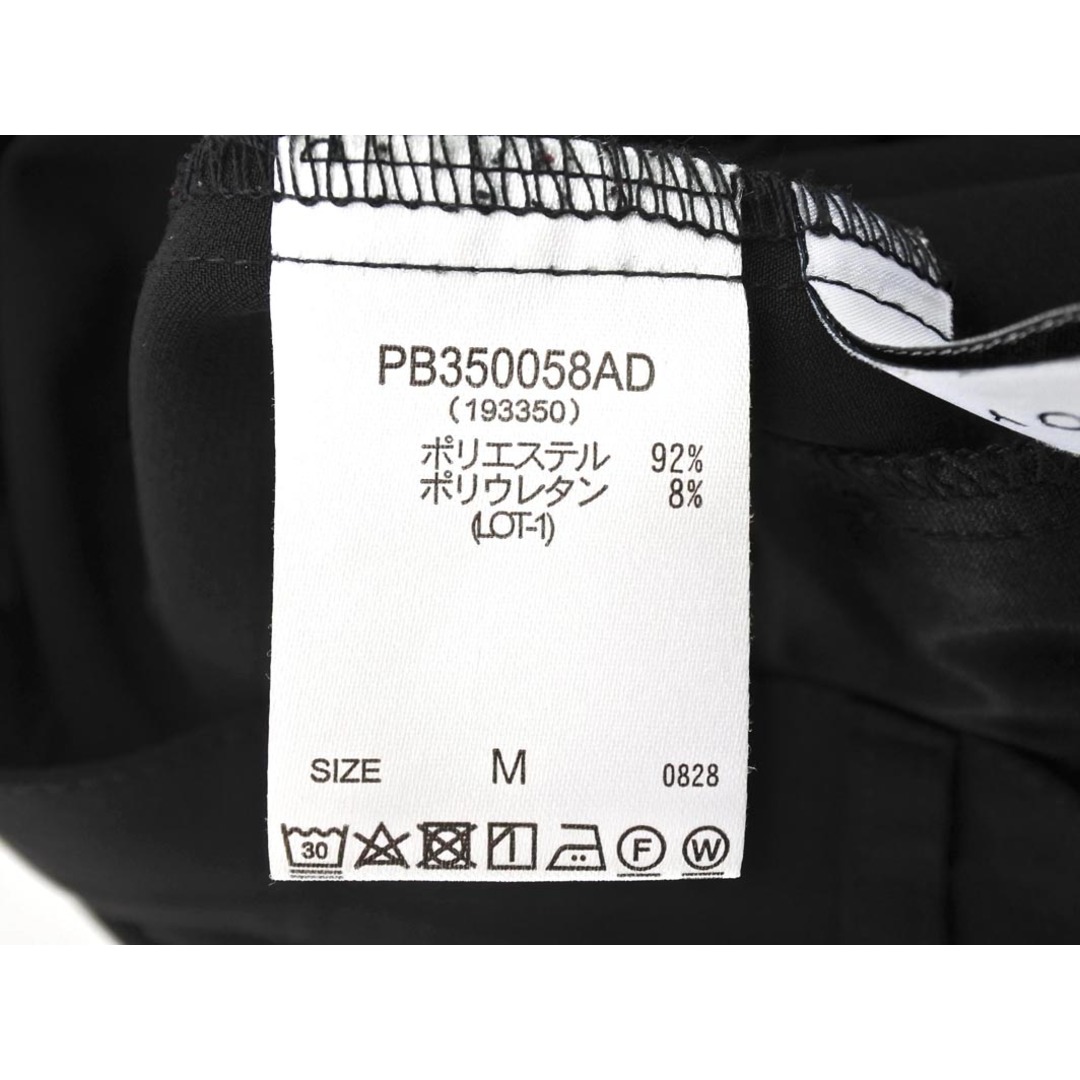 PB350058AD
(193350)
ポリエステル 92%
ポリウレタン 8%
(LOT-1)
SIZE M 0828
30 F W
TO